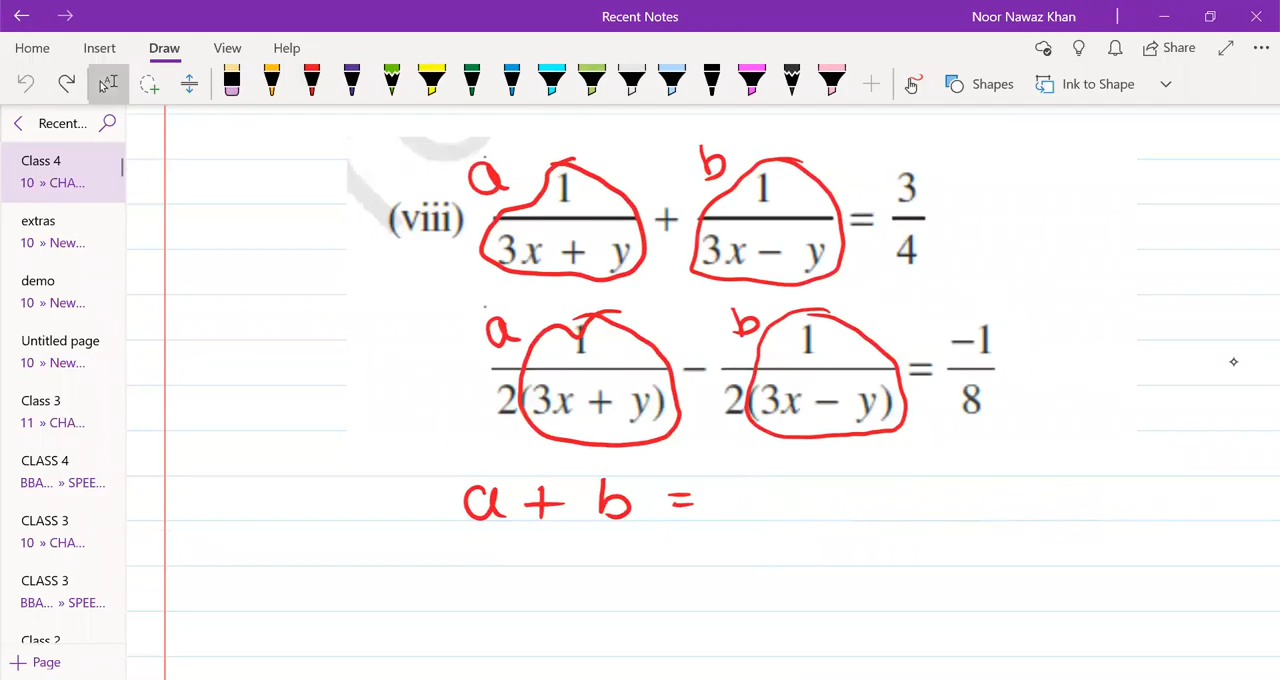 Recent Notes
Noor Nawaz Khan
Home Insert Draw View Help
Share
Shapes
Ink to Shape
Recent...
Class 4
10 » CHA...
extras
10 » New...
demo
10 » New...
Untitled page
10 » New...
Class 3
11 » CHA...
CLASS 4
BBA... » SPEE...
CLASS 3
10 » CHA...
CLASS 3
BBA... » SPEE...
Class 2
+ Page
a b
(viii) 1/(3x + y) + 1/(3x − y) = 3/4
a b
1/2(3x + y) − 1/2(3x − y) = −1/8
a + b =